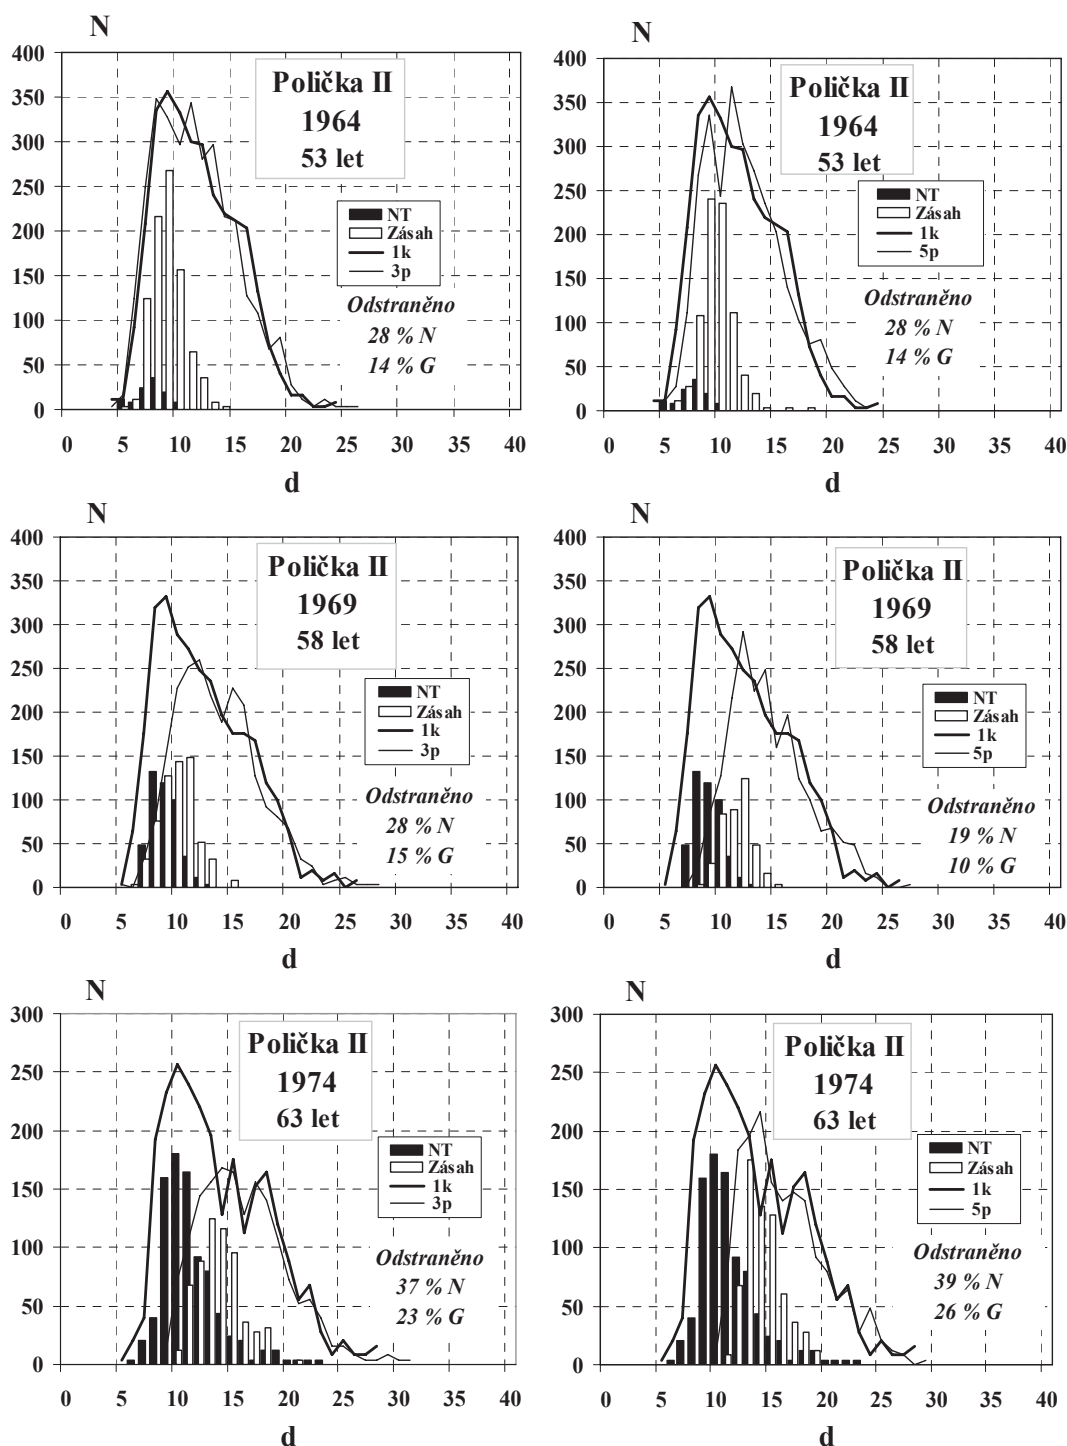 N
400
350
300
250
200
150
100
50
0
Polička II
1964
53 let
NT
Zásah
1k
3p
Odstraněno
28 % N
14 % G
0 5 10 15 20 25 30 35 40
d
N
400
350
300
250
200
150
100
50
0
Polička II
1964
53 let
NT
Zásah
1k
5p
Odstraněno
28 % N
14 % G
0 5 10 15 20 25 30 35 40
d
N
400
350
300
250
200
150
100
50
0
Polička II
1969
58 let
NT
Zásah
1k
3p
Odstraněno
28 % N
15 % G
0 5 10 15 20 25 30 35 40
d
N
400
350
300
250
200
150
100
50
0
Polička II
1969
58 let
NT
Zásah
1k
5p
Odstraněno
19 % N
10 % G
0 5 10 15 20 25 30 35 40
d
N
300
250
200
150
100
50
0
Polička II
1974
63 let
NT
Zásah
1k
3p
Odstraněno
37 % N
23 % G
0 5 10 15 20 25 30 35 40
d
N
300
250
200
150
100
50
0
Polička II
1974
63 let
NT
Zásah
1k
5p
Odstraněno
39 % N
26 % G
0 5 10 15 20 25 30 35 40
d